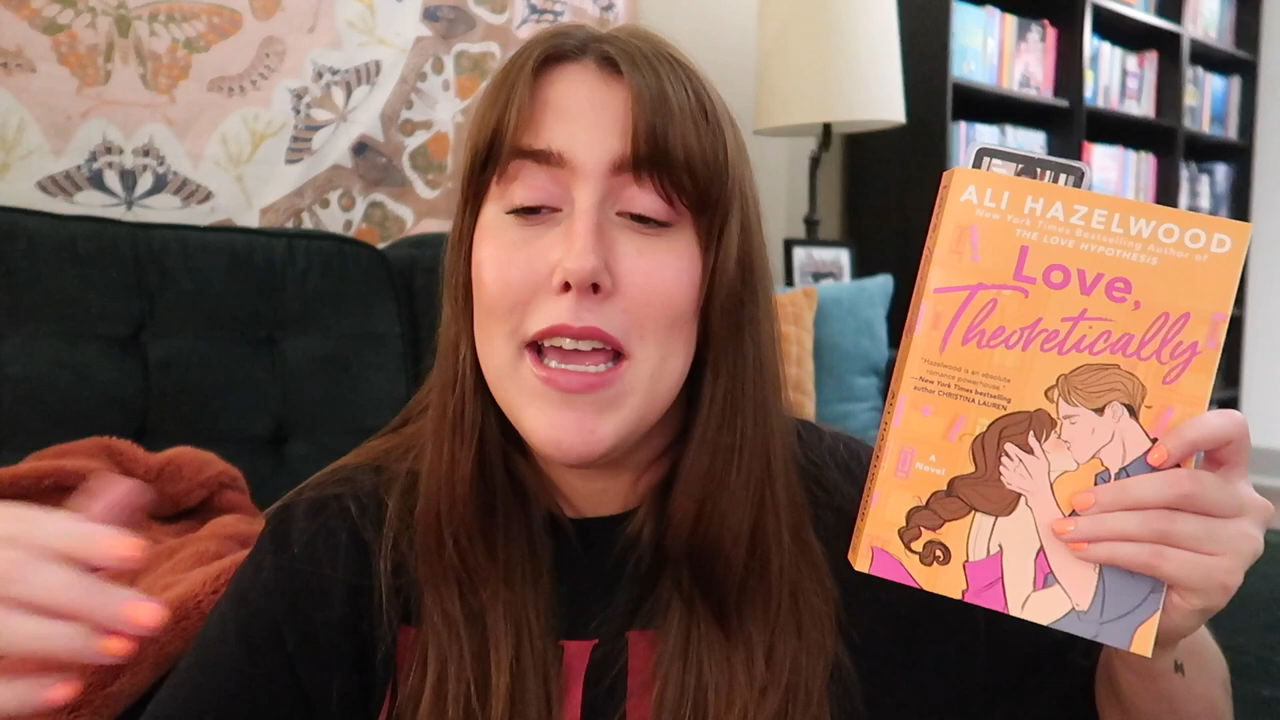 ALI HAZELWOOD
New York Times Bestselling Author of
THE LOVE HYPOTHESIS
Love,
Theoretically
"Hazelwood is an absolute
romance powerhouse."
—New York Times bestselling
author CHRISTINA LAUREN
A
Novel